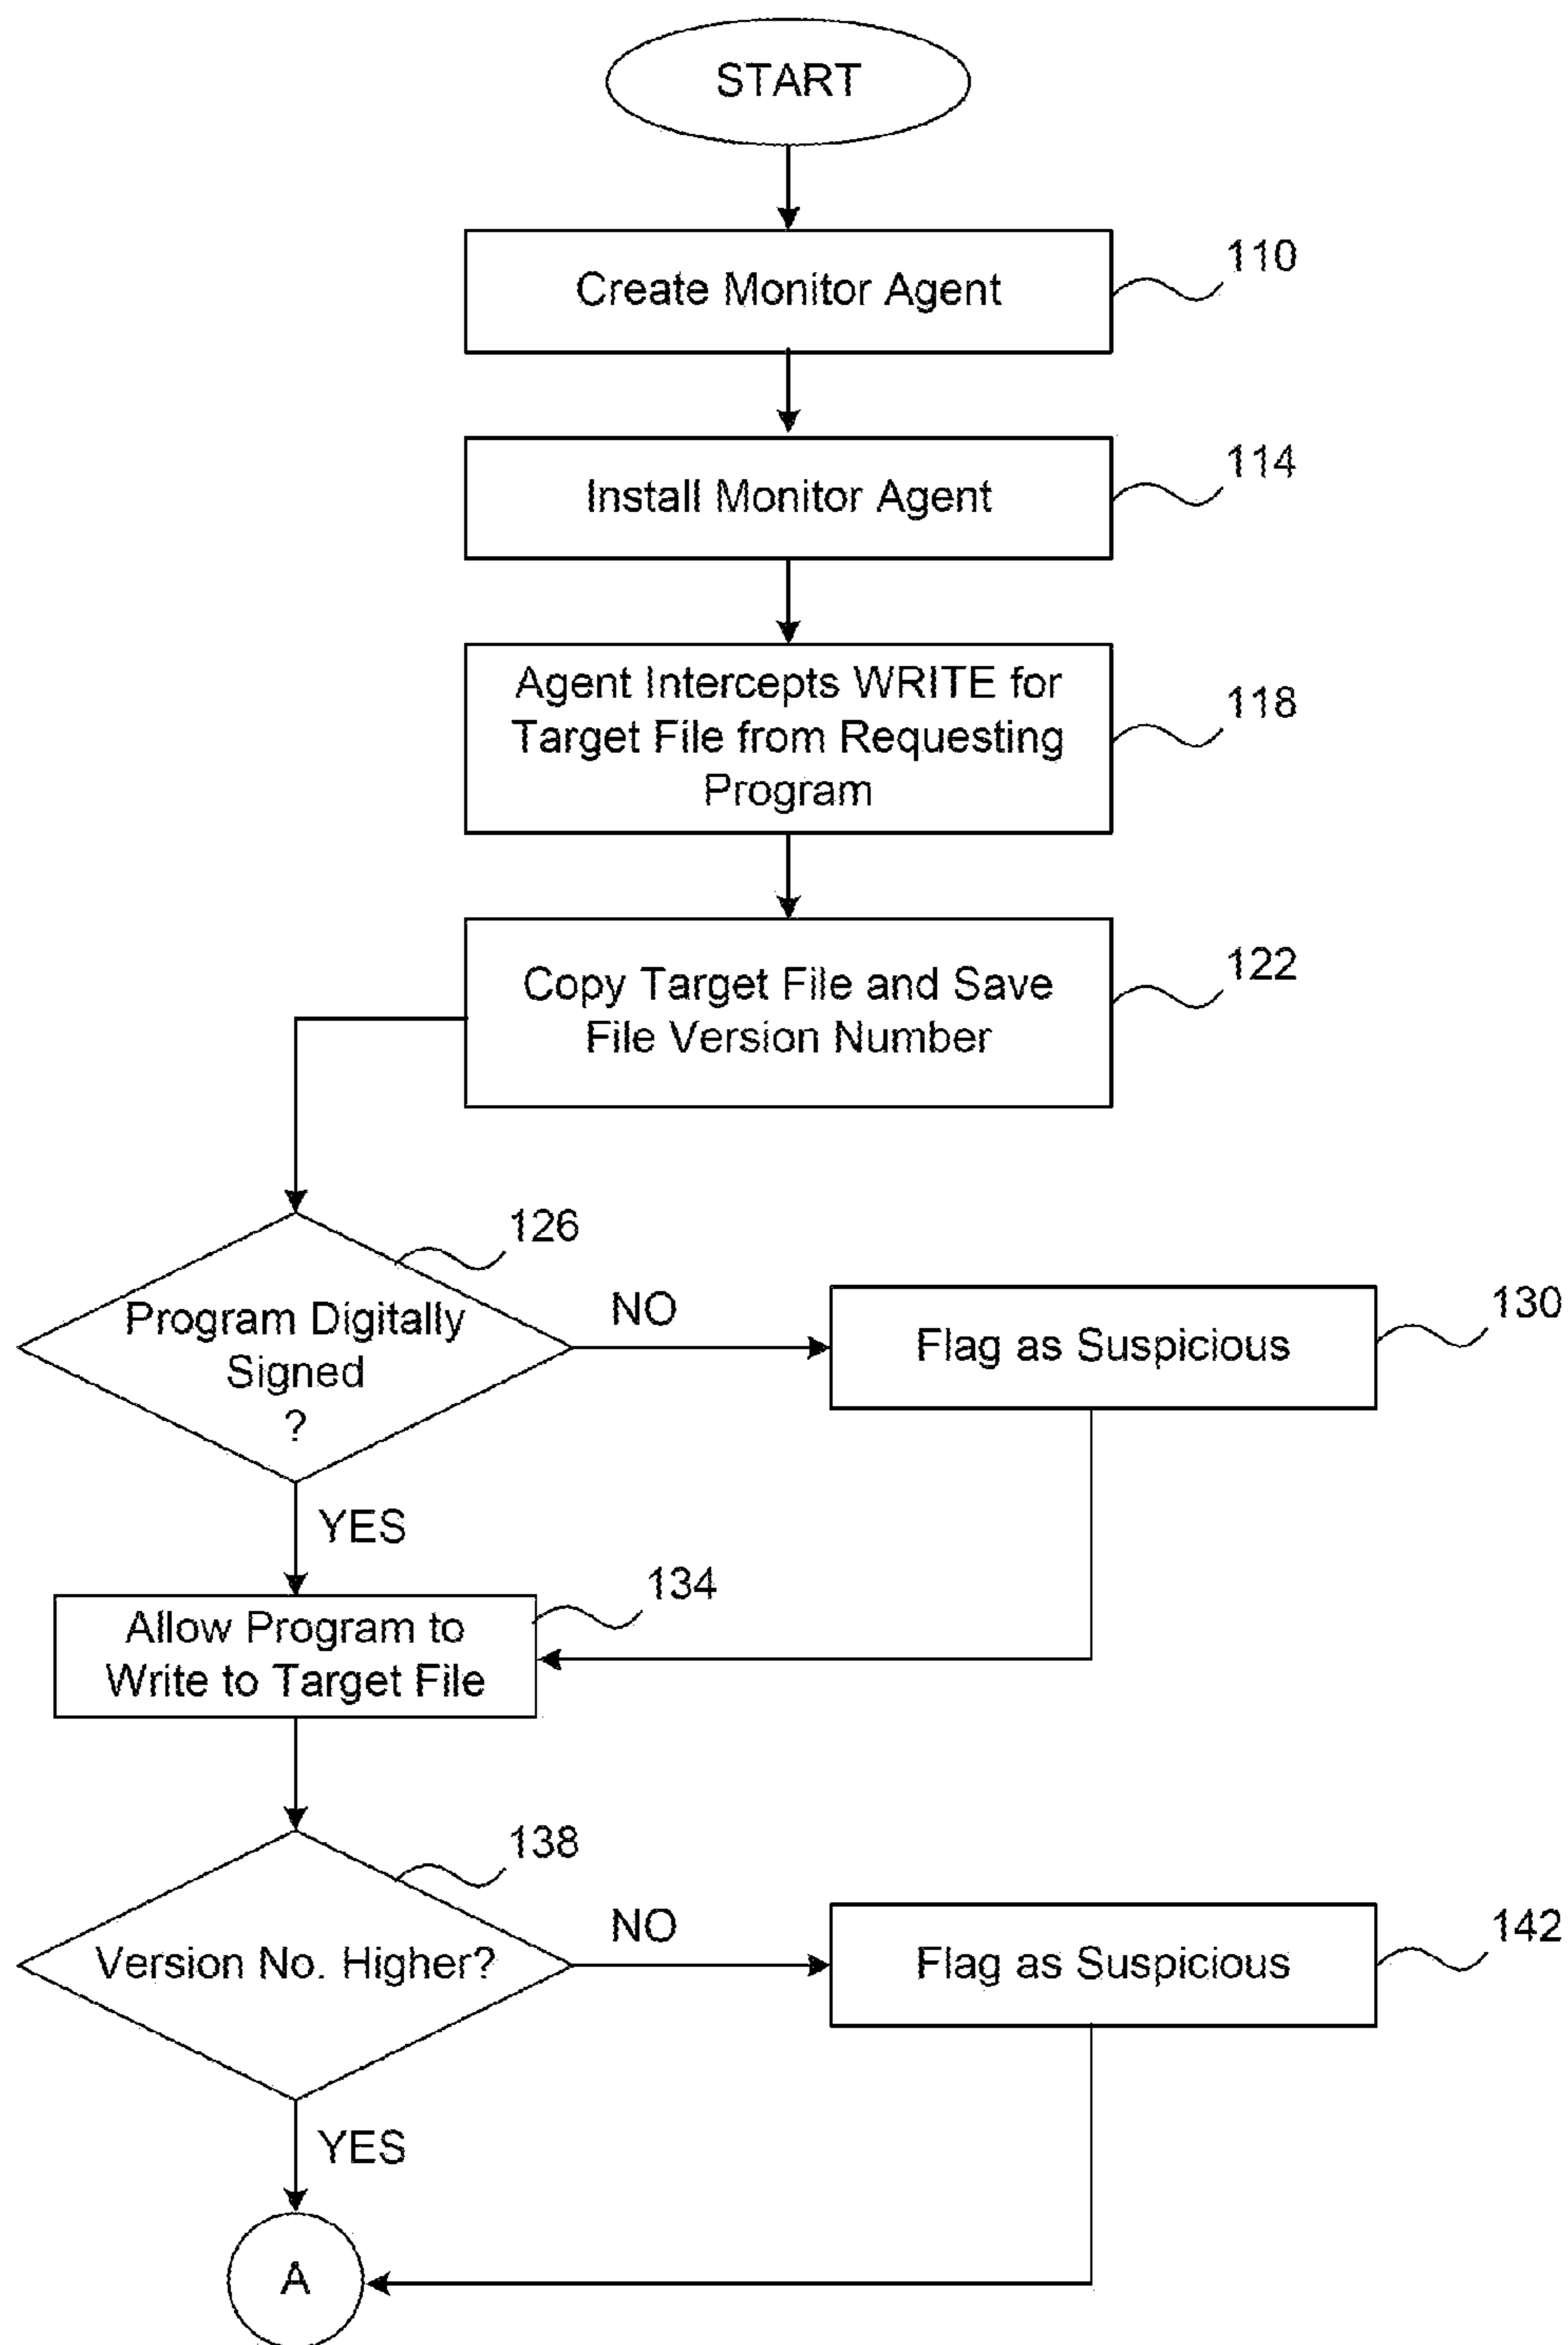 START
Create Monitor Agent
110
Install Monitor Agent
114
Agent Intercepts WRITE for
Target File from Requesting
Program
118
Copy Target File and Save
File Version Number
122
126
Program Digitally
Signed
?
NO
Flag as Suspicious
130
YES
134
Allow Program to
Write to Target File
138
Version No. Higher?
NO
Flag as Suspicious
142
YES
A